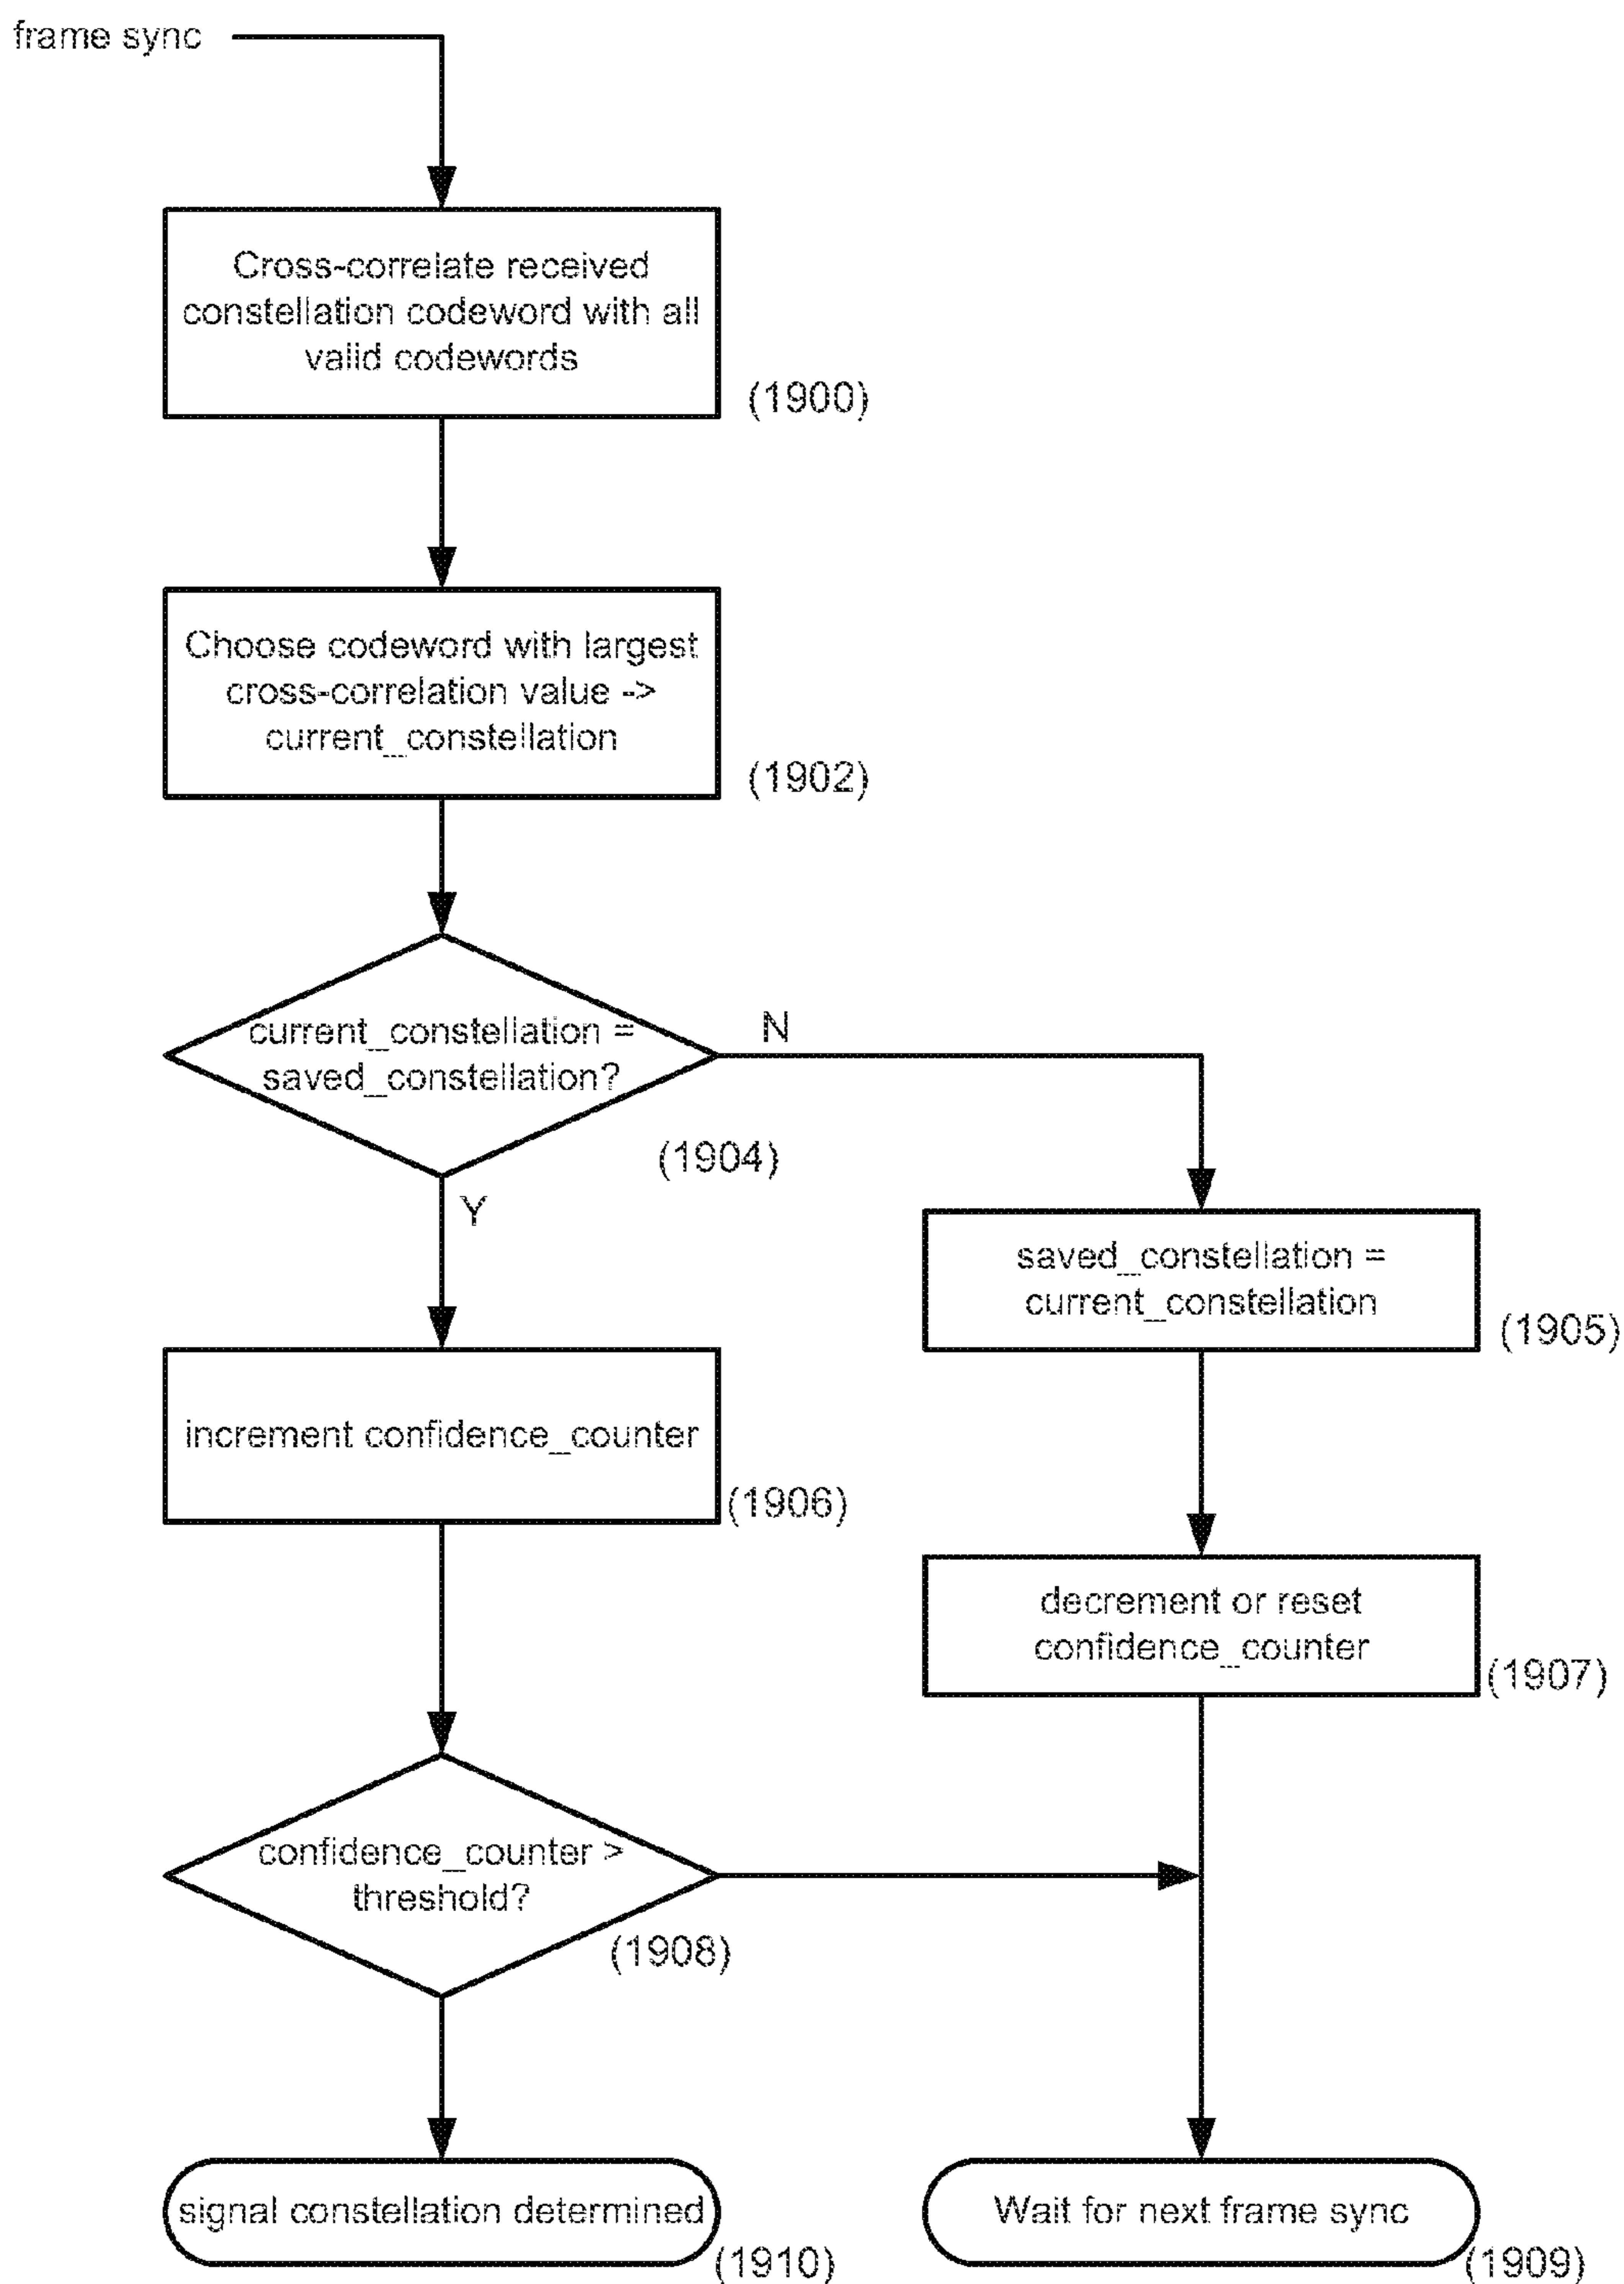 frame sync
Cross-correlate received
constellation codeword with all
valid codewords
(1900)
Choose codeword with largest
cross-correlation value ->
current_constellation
(1902)
current_constellation =
saved_constellation?
(1904)
N
Y
saved_constellation =
current_constellation
(1905)
increment confidence_counter
(1906)
decrement or reset
confidence_counter
(1907)
confidence_counter >
threshold?
(1908)
signal constellation determined
(1910)
Wait for next frame sync
(1909)